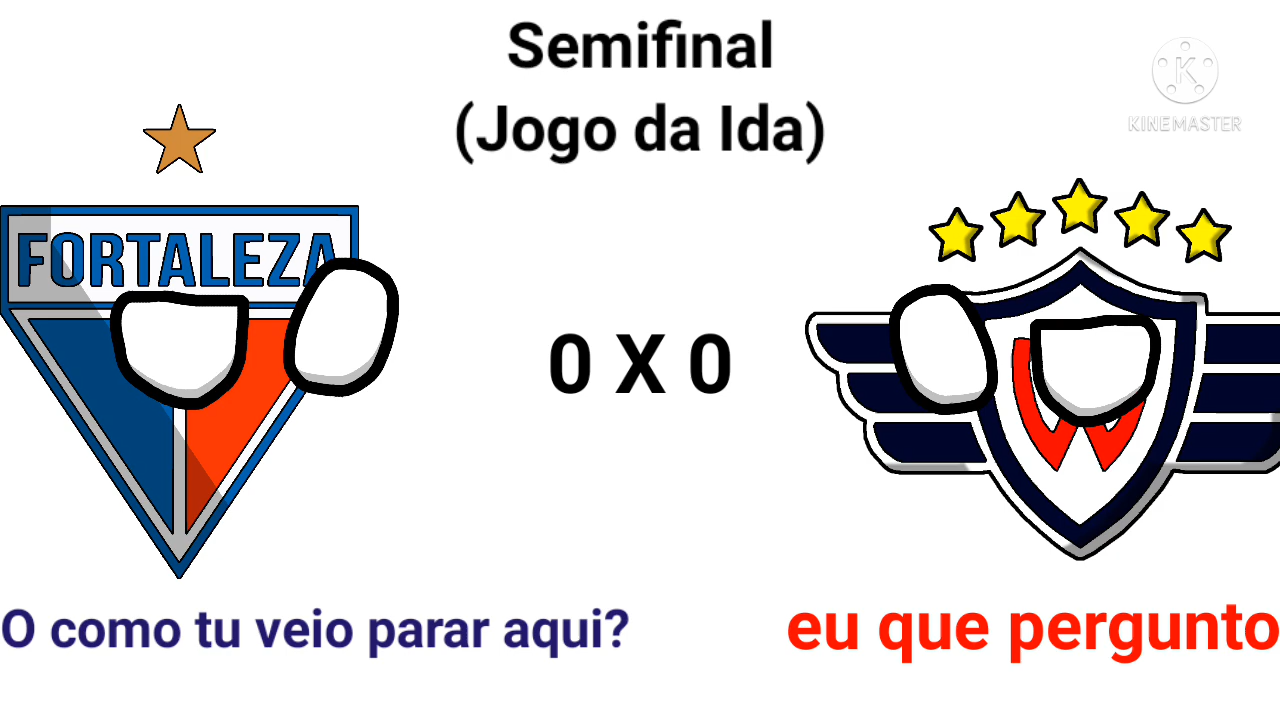 Semifinal
(Jogo da Ida)
KINEMASTER
FORTALEZA
0 X 0
W
O como tu veio parar aqui?
eu que pergunto